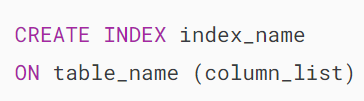 CREATE INDEX index_name
ON table_name (column_list)